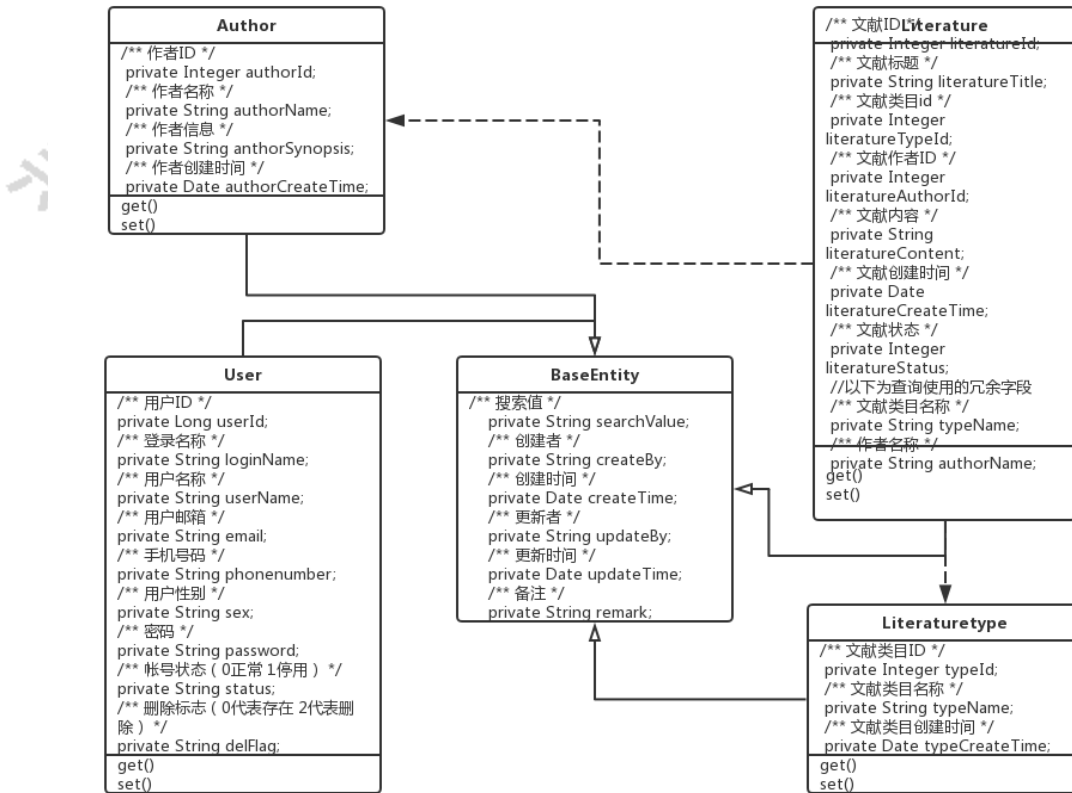 Author
/** 作者ID */
private Integer authorId;
/** 作者名称 */
private String authorName;
/** 作者信息 */
private String anthorSynopsis;
/** 作者创建时间 */
private Date authorCreateTime;
get()
set()
Literature
/** 文献ID */
private Integer literatureId;
/** 文献标题 */
private String literatureTitle;
/** 文献类目id */
private Integer
literatureTypeId;
/** 文献作者ID */
private Integer
literatureAuthorId;
/** 文献内容 */
private String
literatureContent;
/** 文献创建时间 */
private Date
literatureCreateTime;
/** 文献状态 */
private Integer
literatureStatus;
//以下为查询使用的冗余字段
/** 文献类目名称 */
private String typeName;
/** 作者名称 */
private String authorName;
get()
set()
User
/** 用户ID */
private Long userId;
/** 登录名称 */
private String loginName;
/** 用户名称 */
private String userName;
/** 用户邮箱 */
private String email;
/** 手机号码 */
private String phonenumber;
/** 用户性别 */
private String sex;
/** 密码 */
private String password;
/** 帐号状态（0正常 1停用） */
private String status;
/** 删除标志（0代表存在 2代表删
除） */
private String delFlag;
get()
set()
BaseEntity
/** 搜索值 */
private String searchValue;
/** 创建者 */
private String createBy;
/** 创建时间 */
private Date createTime;
/** 更新者 */
private String updateBy;
/** 更新时间 */
private Date updateTime;
/** 备注 */
private String remark;
Literaturetype
/** 文献类目ID */
private Integer typeId;
/** 文献类目名称 */
private String typeName;
/** 文献类目创建时间 */
private Date typeCreateTime;
get()
set()